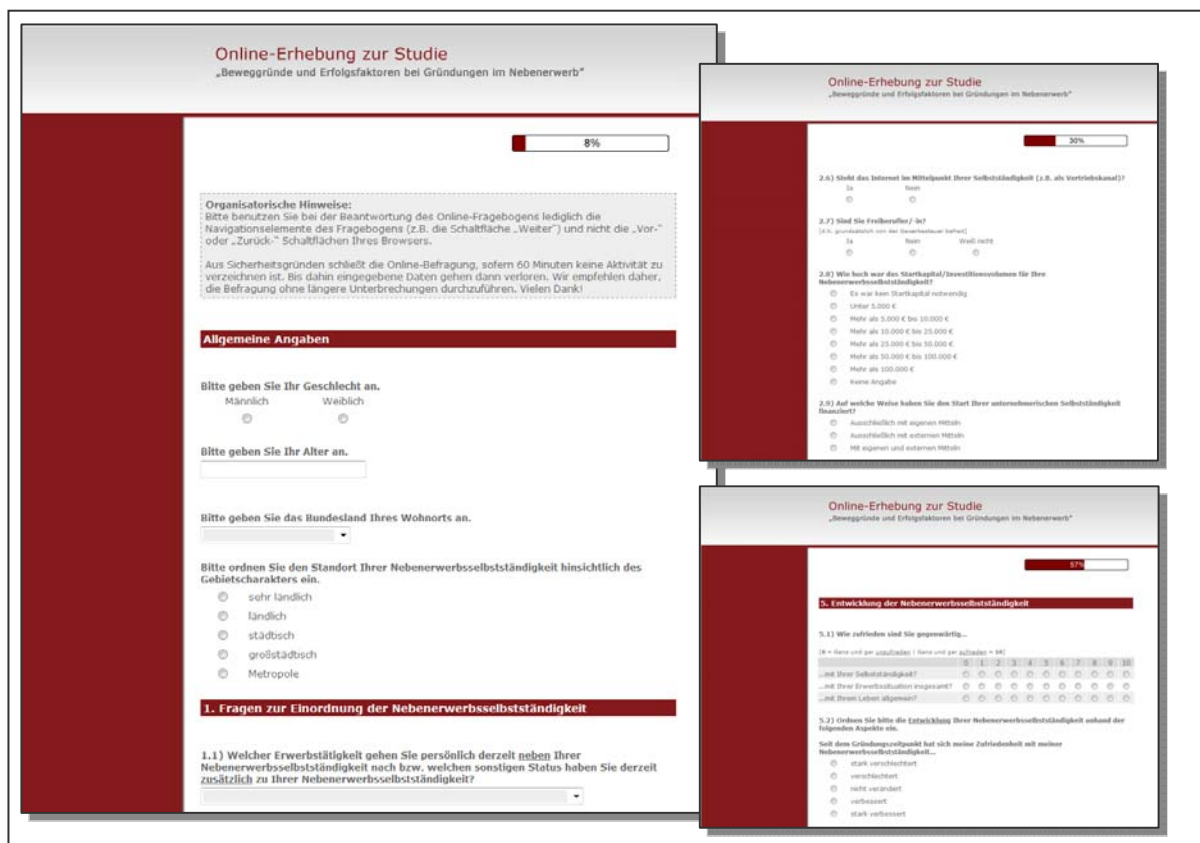 Online-Erhebung zur Studie
„Beweggründe und Erfolgsfaktoren bei Gründungen im Nebenerwerb"
8%
Organisatorische Hinweise:
Bitte benutzen Sie bei der Beantwortung des Online-Fragebogens lediglich die
Navigationselemente des Fragebogens (z.B. die Schaltfläche „Weiter") und nicht die „Vor-"
oder „Zurück-" Schaltflächen Ihres Browsers.
Aus Sicherheitsgründen schließt die Online-Befragung, sofern 60 Minuten keine Aktivität zu
verzeichnen ist. Bis dahin eingegebene Daten gehen dann verloren. Wir empfehlen daher,
die Befragung ohne längere Unterbrechungen durchzuführen. Vielen Dank!
Allgemeine Angaben
Bitte geben Sie Ihr Geschlecht an.
Männlich Weiblich
Bitte geben Sie Ihr Alter an.
Bitte geben Sie das Bundesland Ihres Wohnorts an.
Bitte ordnen Sie den Standort Ihrer Nebenerwerbsselbstständigkeit hinsichtlich des
Gebietscharakters ein.
sehr ländlich
ländlich
städtisch
großstädtisch
Metropole
1. Fragen zur Einordnung der Nebenerwerbsselbstständigkeit
1.1) Welcher Erwerbstätigkeit gehen Sie persönlich derzeit neben Ihrer
Nebenerwerbsselbstständigkeit nach bzw. welchen sonstigen Status haben Sie derzeit
zusätzlich zu Ihrer Nebenerwerbsselbstständigkeit?
Online-Erhebung zur Studie
„Beweggründe und Erfolgsfaktoren bei Gründungen im Nebenerwerb"
30%
2.6) Steht das Internet im Mittelpunkt Ihrer Selbstständigkeit (z.B. als Vertriebskanal)?
Ja Nein
2.7) Sind Sie Freiberufler/-in?
[d.h. grundsätzlich von der Gewerbesteuer befreit]
Ja Nein Weiß nicht
2.8) Wie hoch war das Startkapital/Investitionsvolumen für Ihre
Nebenerwerbsselbstständigkeit?
Es war kein Startkapital notwendig
Unter 5.000 €
Mehr als 5.000 € bis 10.000 €
Mehr als 10.000 € bis 25.000 €
Mehr als 25.000 € bis 50.000 €
Mehr als 50.000 € bis 100.000 €
Mehr als 100.000 €
Keine Angabe
2.9) Auf welche Weise haben Sie den Start Ihrer unternehmerischen Selbstständigkeit
finanziert?
Ausschließlich mit eigenen Mitteln
Ausschließlich mit externen Mitteln
Mit eigenen und externen Mitteln
Online-Erhebung zur Studie
„Beweggründe und Erfolgsfaktoren bei Gründungen im Nebenerwerb"
57%
5. Entwicklung der Nebenerwerbsselbstständigkeit
5.1) Wie zufrieden sind Sie gegenwärtig...
[0 = Ganz und gar unzufrieden | Ganz und gar zufrieden = 10]
0 1 2 3 4 5 6 7 8 9 10
...mit Ihrer Selbstständigkeit?
...mit Ihrer Erwerbssituation insgesamt?
...mit Ihrem Leben allgemein?
5.2) Ordnen Sie bitte die Entwicklung Ihrer Nebenerwerbsselbstständigkeit anhand der
folgenden Aspekte ein.
Seit dem Gründungszeitpunkt hat sich meine Zufriedenheit mit meiner
Nebenerwerbsselbstständigkeit...
stark verschlechtert
verschlechtert
nicht verändert
verbessert
stark verbessert